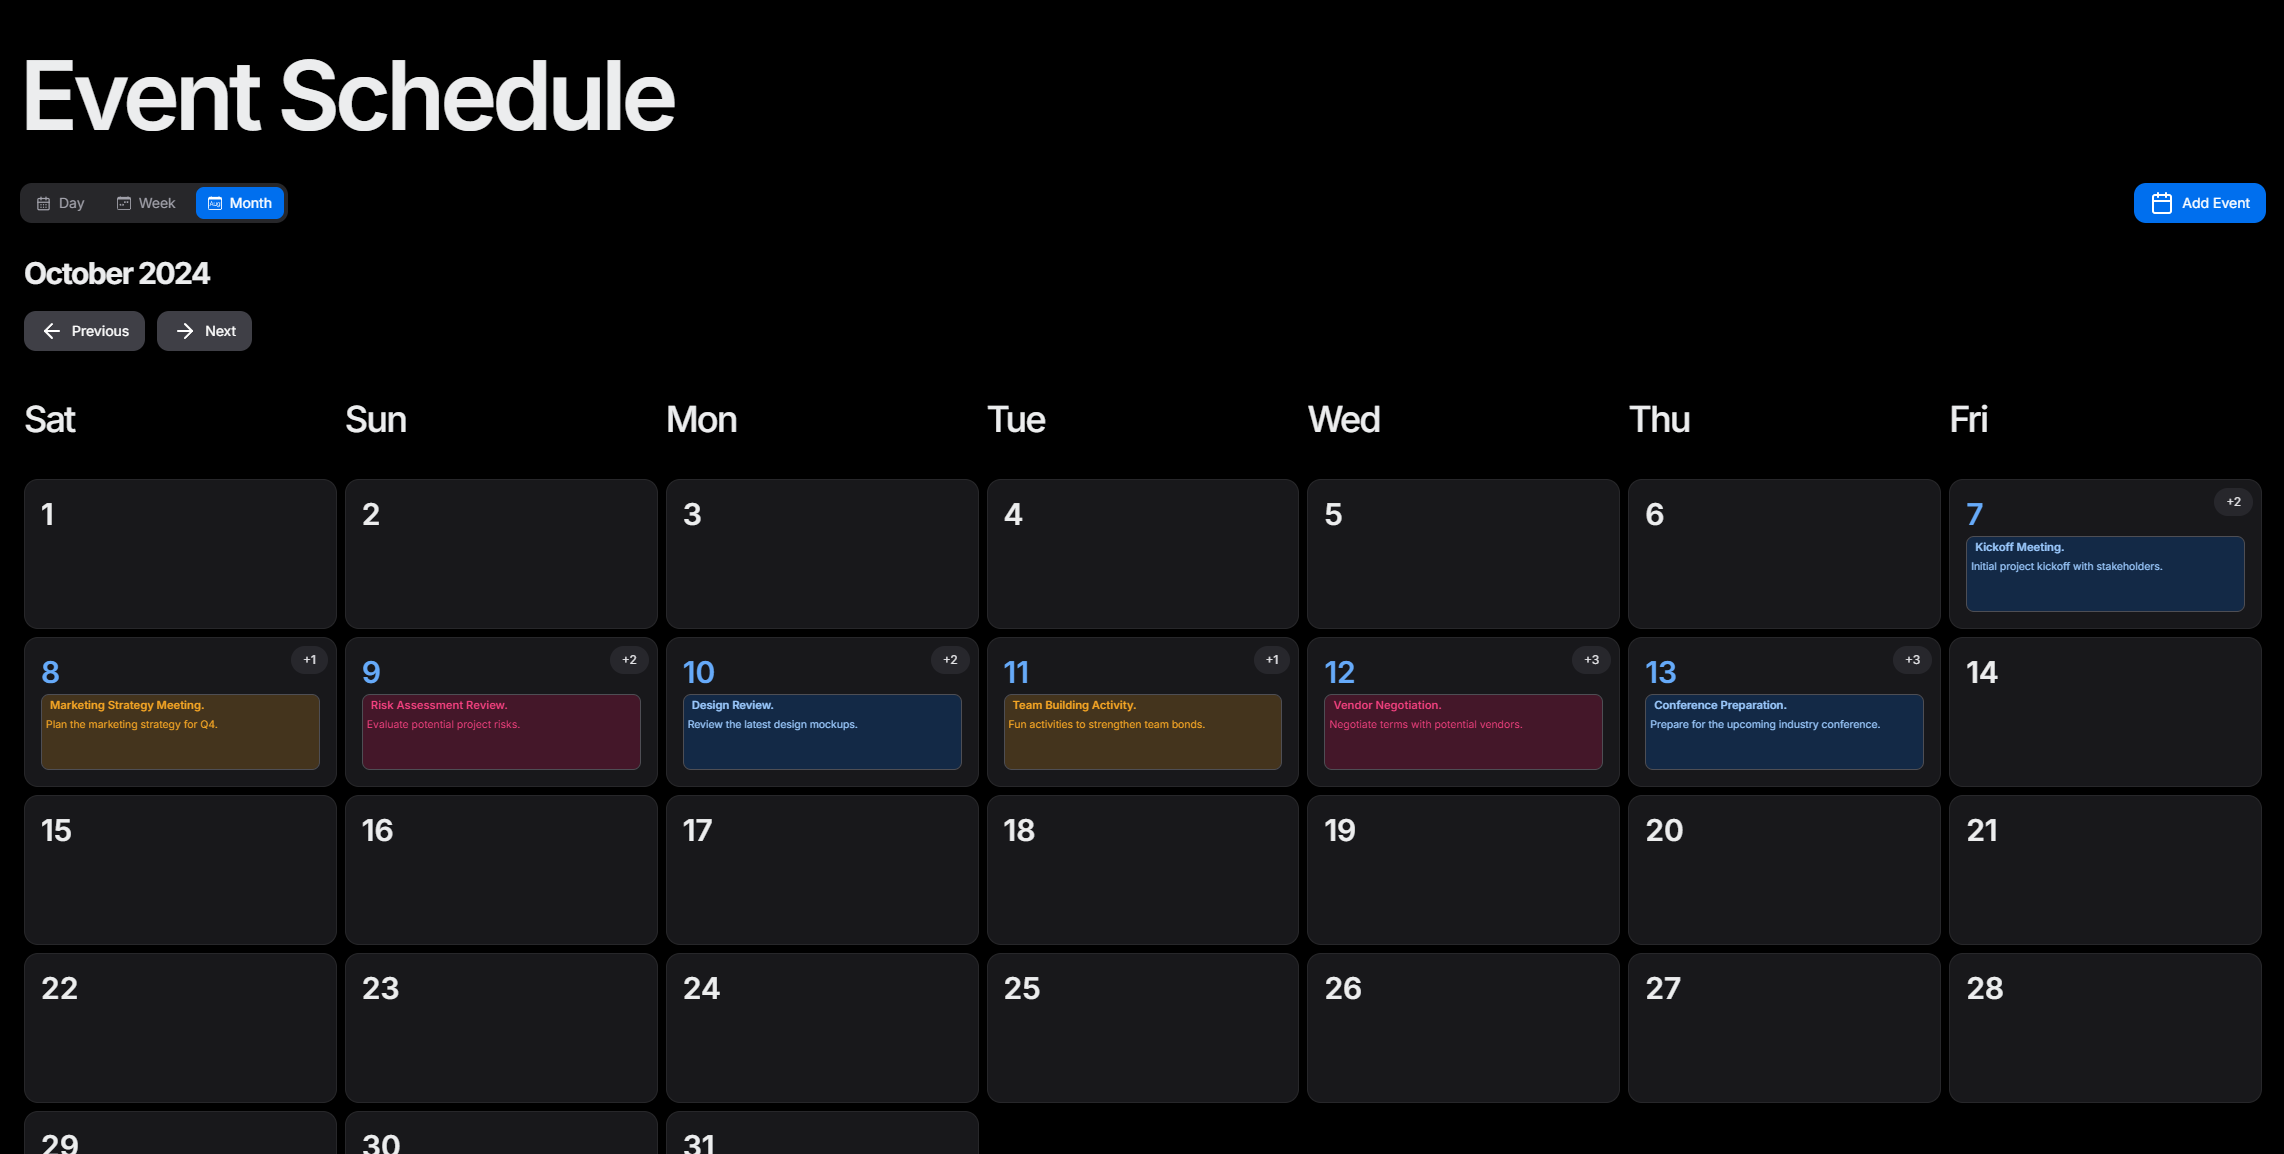 Event Schedule
Day Week Month
Add Event
October 2024
Previous Next
Sat Sun Mon Tue Wed Thu Fri
1 2 3 4 5 6 7 +2
Kickoff Meeting.
Initial project kickoff with stakeholders.
8 +1 9 +2 10 +2 11 +1 12 +3 13 +3 14
Marketing Strategy Meeting. Risk Assessment Review. Design Review. Team Building Activity. Vendor Negotiation. Conference Preparation.
Plan the marketing strategy for Q4. Evaluate potential project risks. Review the latest design mockups. Fun activities to strengthen team bonds. Negotiate terms with potential vendors. Prepare for the upcoming industry conference.
15 16 17 18 19 20 21
22 23 24 25 26 27 28
29 30 31